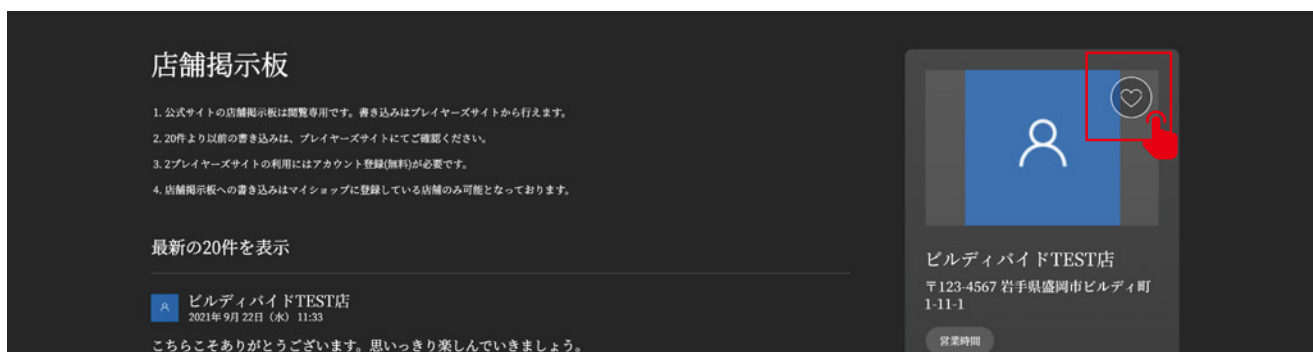 店舗掲示板
1. 公式サイトの店舗掲示板は閲覧専用です。書き込みはプレイヤーズサイトから行えます。
2. 20件より以前の書き込みは、プレイヤーズサイトにてご確認ください。
3. 2プレイヤーズサイトの利用にはアカウント登録(無料)が必要です。
4. 店舗掲示板への書き込みはマイショップに登録している店舗のみ可能となっております。
最新の20件を表示
ビルディバイドTEST店
2021年 9月 22日（水） 11:33
こちらこそありがとうございます。思いっきり楽しんでいきましょう。
ビルディバイドTEST店
〒123-4567 岩手県盛岡市ビルディ町
1-11-1
営業時間